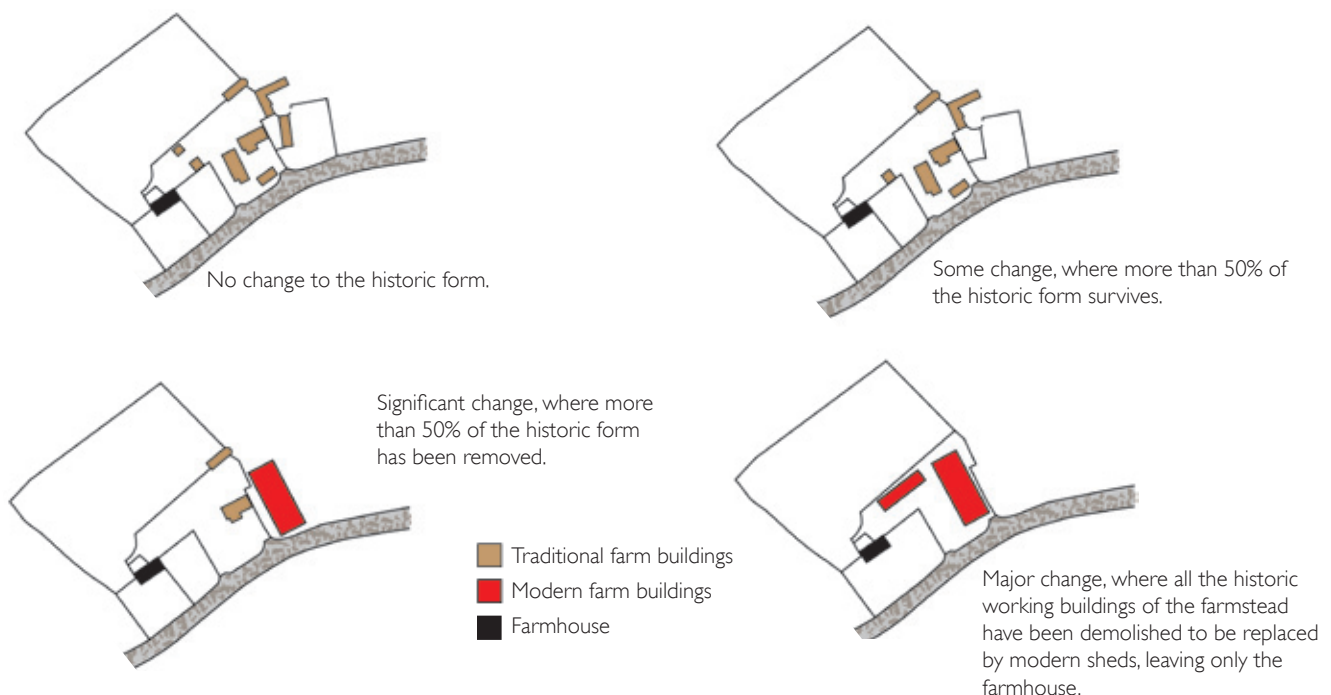 No change to the historic form.
Some change, where more than 50% of
the historic form survives.
Significant change, where more
than 50% of the historic form
has been removed.
Traditional farm buildings
Modern farm buildings
Farmhouse
Major change, where all the historic
working buildings of the farmstead
have been demolished to be replaced
by modern sheds, leaving only the
farmhouse.